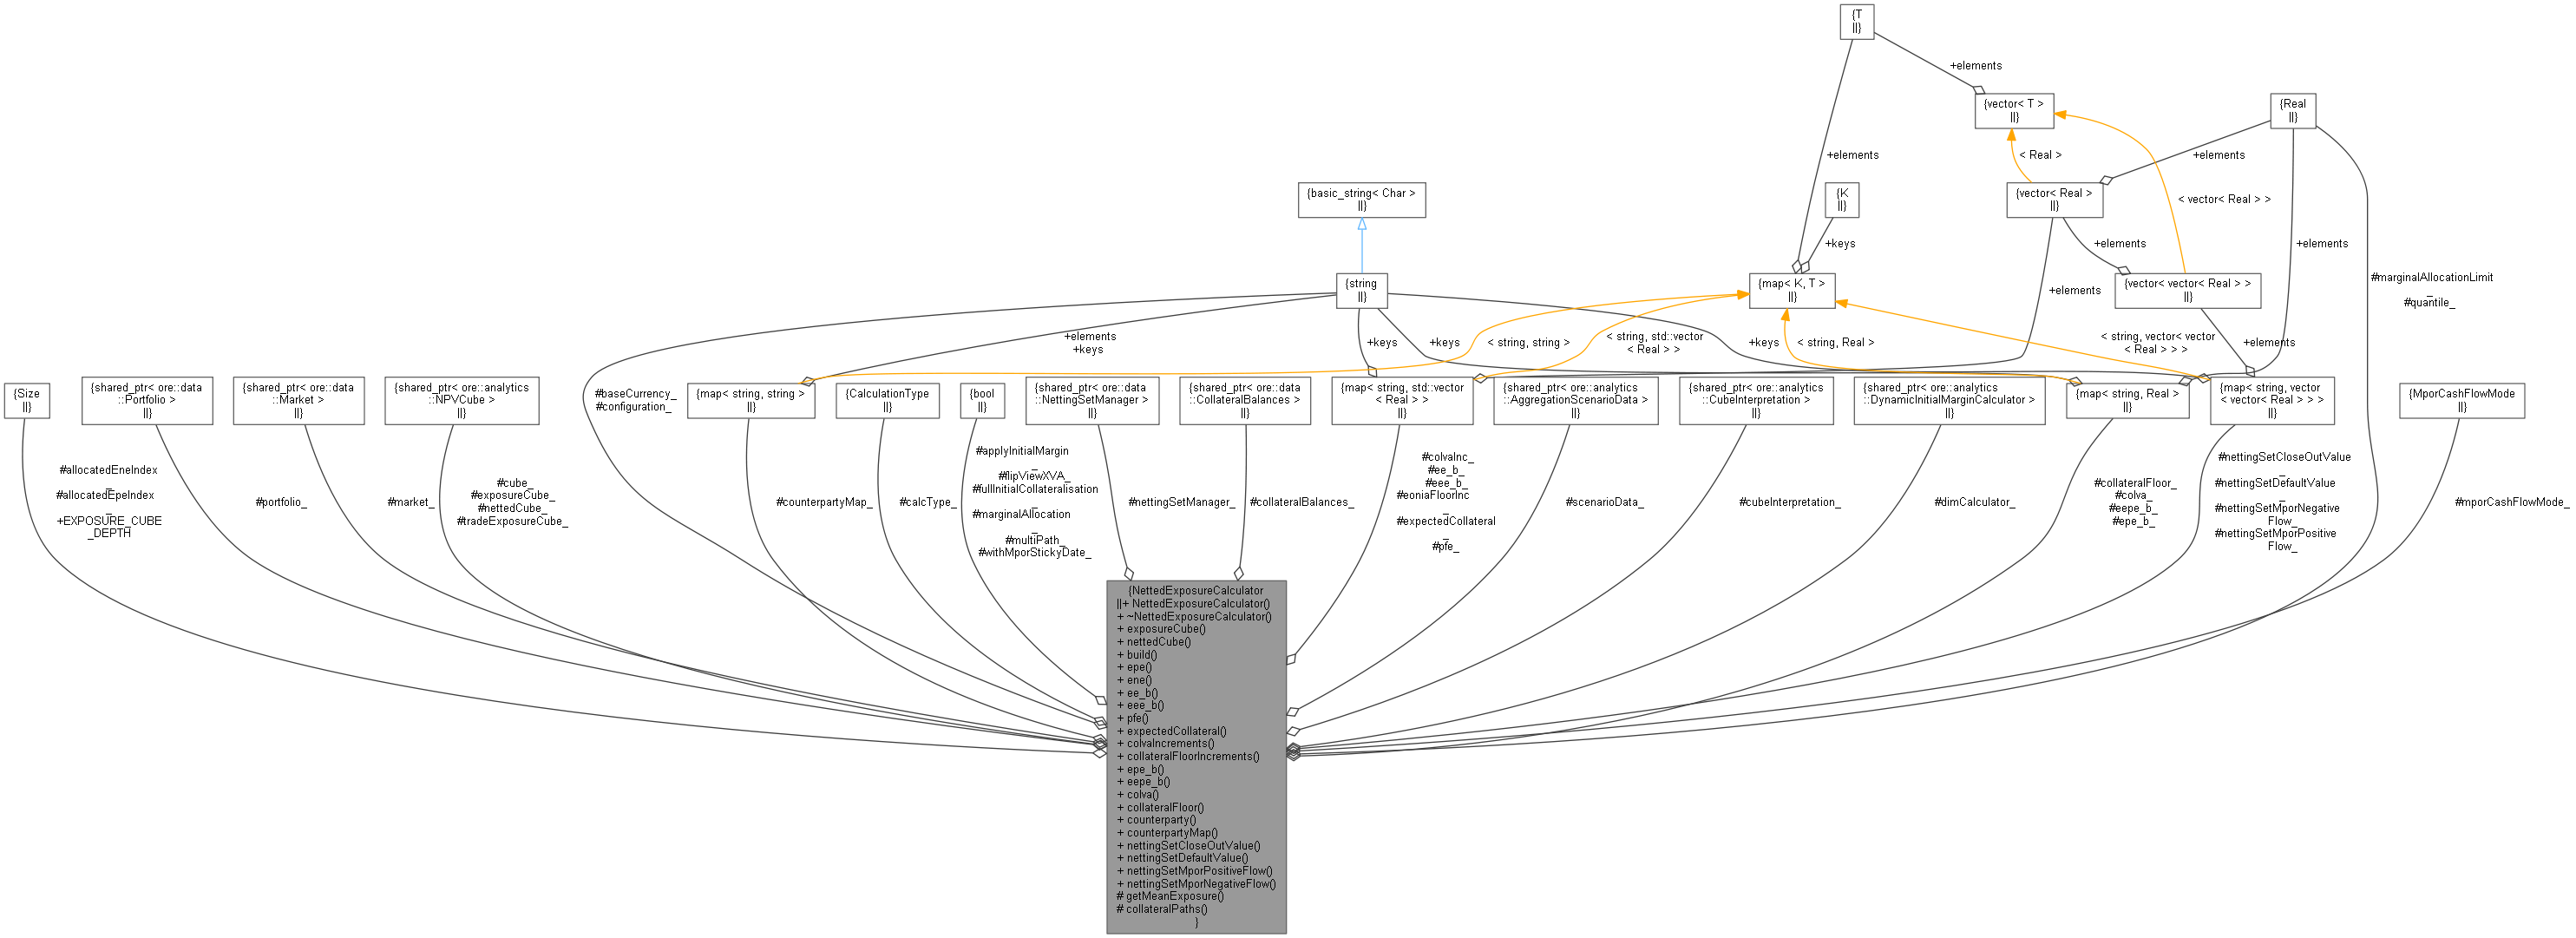 {T
||}
+elements
{vector< T >
||}
{Real
||}
+elements
< Real >
+elements
{basic_string< Char >
||}
{K
||}
{vector< Real >
||}
< vector< Real > >
+keys
+elements
+elements
{string
||}
{map< K, T >
||}
{vector< vector< Real > >
||}
+elements
#marginalAllocationLimit
_
#quantile_
+elements
+keys
+keys
+keys
+keys
+elements
< string, string >
< string, std::vector
< Real > >
< string, Real >
< string, vector< vector
< Real > > >
{Size
||}
{shared_ptr< ore::data
::Portfolio >
||}
{shared_ptr< ore::data
::Market >
||}
{shared_ptr< ore::analytics
::NPVCube >
||}
#baseCurrency_
#configuration_
{map< string, string >
||}
{CalculationType
||}
{bool
||}
{shared_ptr< ore::data
::NettingSetManager >
||}
{shared_ptr< ore::data
::CollateralBalances >
||}
{map< string, std::vector
< Real > >
||}
{shared_ptr< ore::analytics
::AggregationScenarioData >
||}
{shared_ptr< ore::analytics
::CubeInterpretation >
||}
{shared_ptr< ore::analytics
::DynamicInitialMarginCalculator >
||}
{map< string, Real >
||}
{map< string, vector
< vector< Real > > >
||}
{MporCashFlowMode
||}
#allocatedEneIndex
_
#allocatedEpeIndex
_
+EXPOSURE_CUBE
_DEPTH
#portfolio_
#market_
#cube_
#exposureCube_
#nettedCube_
#tradeExposureCube_
#counterpartyMap_
#calcType_
#applyInitialMargin
_
#flipViewXVA_
#fullInitialCollateralisation
_
#marginalAllocation
_
#multiPath_
#withMporStickyDate_
#nettingSetManager_
#collateralBalances_
#colvaInc_
#ee_b_
#eee_b_
#eoniaFloorInc
_
#expectedCollateral
_
#pfe_
#scenarioData_
#cubeInterpretation_
#dimCalculator_
#collateralFloor_
#colva_
#eepe_b_
#epe_b_
#nettingSetCloseOutValue
_
#nettingSetDefaultValue
_
#nettingSetMporNegative
Flow_
#nettingSetMporPositive
Flow_
#mporCashFlowMode_
{NettedExposureCalculator
||+ NettedExposureCalculator()
+ ~NettedExposureCalculator()
+ exposureCube()
+ nettedCube()
+ build()
+ epe()
+ ene()
+ ee_b()
+ eee_b()
+ pfe()
+ expectedCollateral()
+ colvaIncrements()
+ collateralFloorIncrements()
+ epe_b()
+ eepe_b()
+ colva()
+ collateralFloor()
+ counterparty()
+ counterpartyMap()
+ nettingSetCloseOutValue()
+ nettingSetDefaultValue()
+ nettingSetMporPositiveFlow()
+ nettingSetMporNegativeFlow()
# getMeanExposure()
# collateralPaths()
}